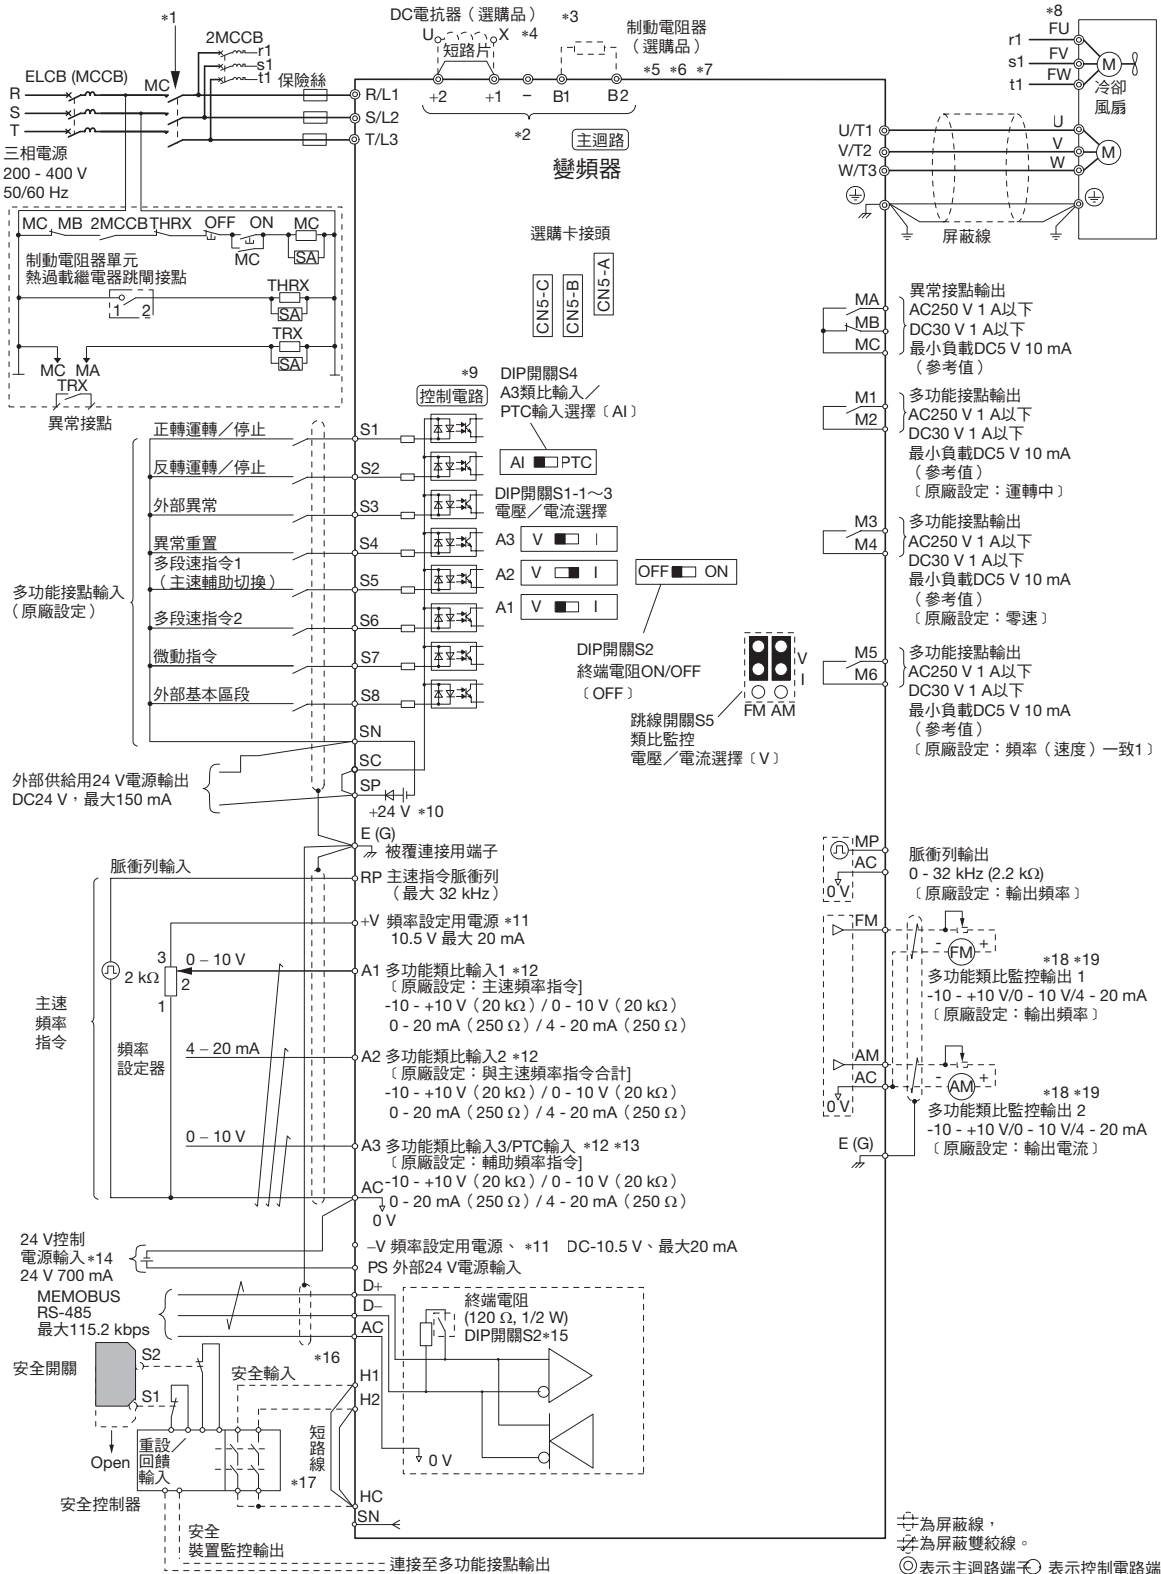 *1
2MCCB
r1
s1
t1
ELCB (MCCB)
MC
保險絲
R
S
T
R/L1
S/L2
T/L3
三相電源
200 - 400 V
50/60 Hz
DC電抗器（選購品）
U
X
*4
短路片
*3
制動電阻器
（選購品）
*5 *6 *7
+2
+1
−
B1
B2
*2
主迴路
變頻器
*8
FU
FV
FW
r1
s1
t1
M
冷卻
風扇
U/T1
V/T2
W/T3
U
V
W
M
屏蔽線
MC MB 2MCCB THRX OFF ON MC
MC
SA
制動電阻器單元
熱過載繼電器跳閘接點
1 2
THRX
SA
TRX
SA
MC MA
TRX
異常接點
選購卡接頭
CN5-C
CN5-B
CN5-A
MA
MB
MC
異常接點輸出
AC250 V 1 A以下
DC30 V 1 A以下
最小負載DC5 V 10 mA
（參考值）
M1
M2
多功能接點輸出
AC250 V 1 A以下
DC30 V 1 A以下
最小負載DC5 V 10 mA
（參考值）
〔原廠設定：運轉中〕
M3
M4
多功能接點輸出
AC250 V 1 A以下
DC30 V 1 A以下
最小負載DC5 V 10 mA
（參考值）
〔原廠設定：零速〕
M5
M6
多功能接點輸出
AC250 V 1 A以下
DC30 V 1 A以下
最小負載DC5 V 10 mA
（參考值）
〔原廠設定：頻率（速度）一致1〕
*9
控制電路
DIP開關S4
A3類比輸入／
PTC輸入選擇〔AI〕
AI PTC
DIP開關S1-1～3
電壓／電流選擇
A3 V I
A2 V I
A1 V I
OFF ON
DIP開關S2
終端電阻ON/OFF
〔OFF〕
V
I
FM AM
跳線開關S5
類比監控
電壓／電流選擇〔V〕
多功能接點輸入
（原廠設定）
正轉運轉／停止
S1
反轉運轉／停止
S2
外部異常
S3
異常重置
S4
多段速指令1
（主速輔助切換）
S5
多段速指令2
S6
微動指令
S7
外部基本區段
S8
SN
SC
SP
外部供給用24 V電源輸出
DC24 V，最大150 mA
+24 V *10
E (G)
被覆連接用端子
脈衝列輸入
RP 主速指令脈衝列
（最大 32 kHz）
+V 頻率設定用電源 *11
10.5 V 最大 20 mA
主速
頻率
指令
2 kΩ
3
2
1
0 – 10 V
頻率
設定器
A1 多功能類比輸入1 *12
〔原廠設定：主速頻率指令]
-10 - +10 V（20 kΩ）/ 0 - 10 V（20 kΩ）
0 - 20 mA（250 Ω）/ 4 - 20 mA（250 Ω）
4 – 20 mA
A2 多功能類比輸入2 *12
〔原廠設定：與主速頻率指令合計]
-10 - +10 V（20 kΩ）/ 0 - 10 V（20 kΩ）
0 - 20 mA（250 Ω）/ 4 - 20 mA（250 Ω）
0 – 10 V
A3 多功能類比輸入3/PTC輸入 *12 *13
〔原廠設定：輔助頻率指令]
-10 - +10 V（20 kΩ）/ 0 - 10 V（20 kΩ）
0 - 20 mA（250 Ω）/ 4 - 20 mA（250 Ω）
AC
0 V
MP
AC
0 V
脈衝列輸出
0 - 32 kHz (2.2 kΩ)
〔原廠設定：輸出頻率〕
FM
- FM +
*18 *19
多功能類比監控輸出 1
-10 - +10 V/0 - 10 V/4 - 20 mA
〔原廠設定：輸出頻率〕
AM
AC
0 V
- AM +
*18 *19
多功能類比監控輸出 2
-10 - +10 V/0 - 10 V/4 - 20 mA
〔原廠設定：輸出電流〕
E (G)
24 V控制
電源輸入*14
24 V 700 mA
–V 頻率設定用電源、 *11 DC-10.5 V、最大20 mA
PS 外部24 V電源輸入
MEMOBUS
RS-485
最大115.2 kbps
D+
D–
AC
*16
終端電阻
(120 Ω, 1/2 W)
DIP開關S2*15
0 V
安全開關
S2
S1
Open
安全輸入
H1
H2
短路線
重設／
回饋
輸入
*17
安全控制器
HC
SN
安全
裝置監控輸出
連接至多功能接點輸出
為屏蔽線，
為屏蔽雙絞線。
◎表示主迴路端子○ 表示控制電路端